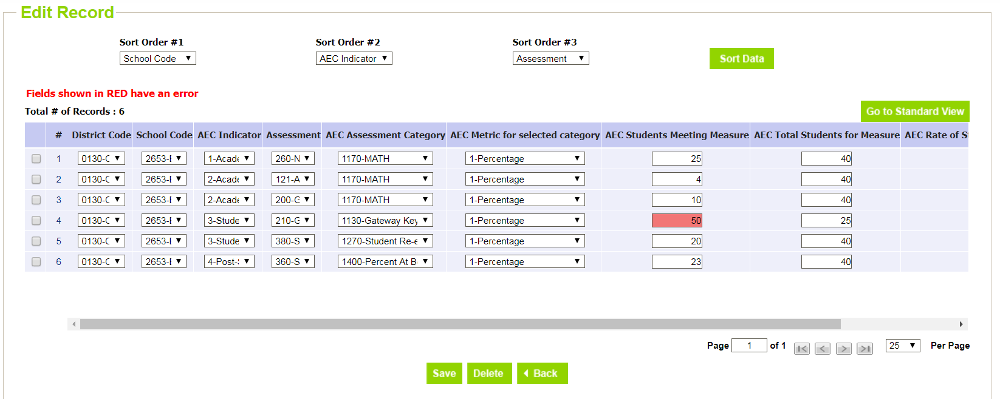 Edit Record
Sort Order #1 Sort Order #2 Sort Order #3
School Code AEC Indicator Assessment Sort Data
Fields shown in RED have an error
Total # of Records : 6 Go to Standard View
# District Code School Code AEC Indicator Assessment AEC Assessment Category AEC Metric for selected category AEC Students Meeting Measure AEC Total Students for Measure AEC Rate of S
1 0130-C 2653-E 1-Acade 260-N 1170-MATH 1-Percentage 25 40
2 0130-C 2653-E 2-Acade 121-A 1170-MATH 1-Percentage 4 40
3 0130-C 2653-E 2-Acade 200-G 1170-MATH 1-Percentage 10 40
4 0130-C 2653-E 3-Stude 210-G 1130-Gateway Key 1-Percentage 50 25
5 0130-C 2653-E 3-Stude 380-S 1270-Student Re-e 1-Percentage 20 40
6 0130-C 2653-E 4-Post- 360-S 1400-Percent At Be 1-Percentage 23 40
Page 1 of 1 25 Per Page
Save Delete Back